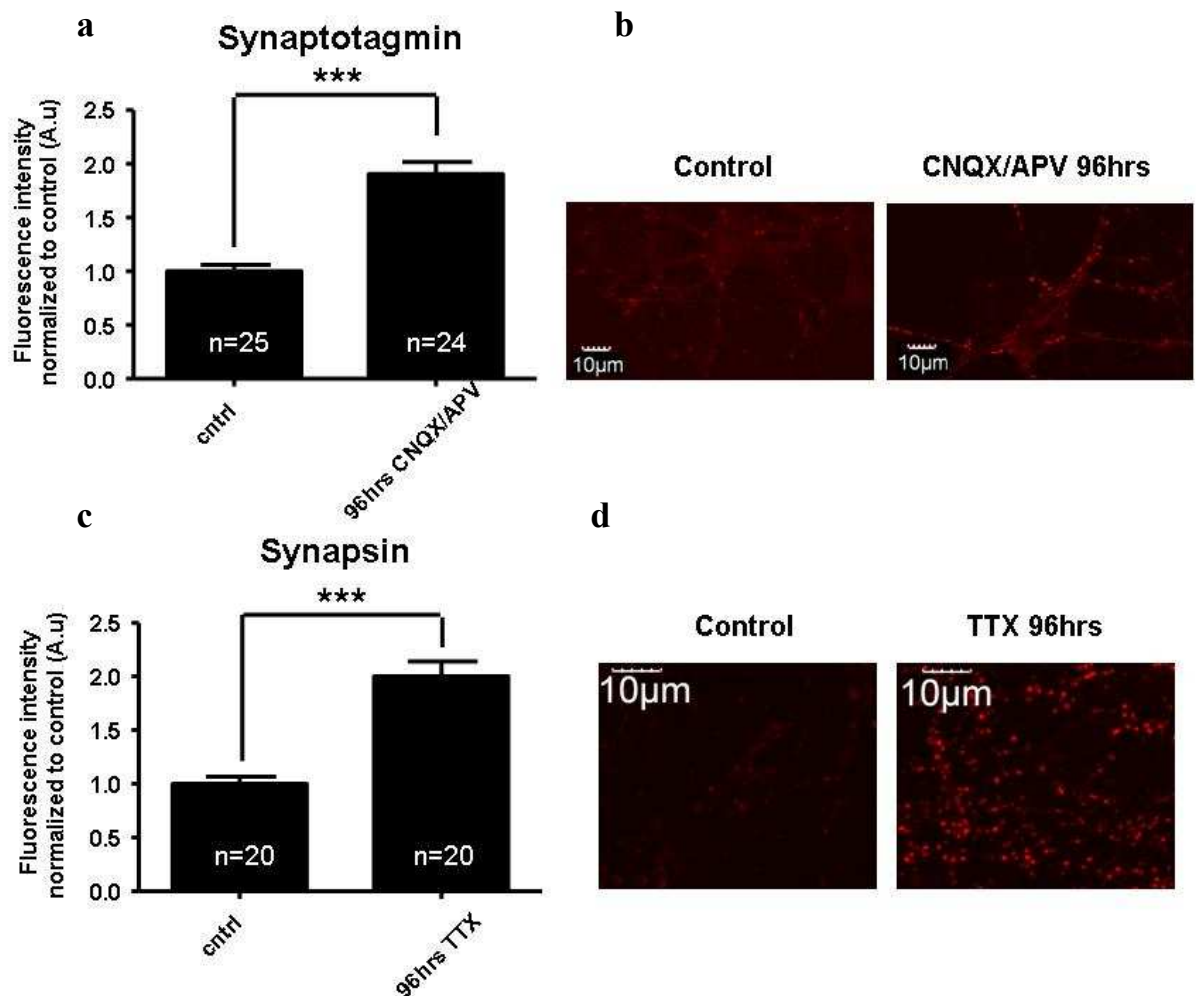 a
Synaptotagmin
***
Fluorescence intensity
normalized to control (A.u)
2.5
2.0
1.5
1.0
0.5
0.0
n=25
n=24
cntrl
96hrs CNQX/APV
b
Control
CNQX/APV 96hrs
10µm
10µm
c
Synapsin
***
Fluorescence intensity
normalized to control (A.u)
2.5
2.0
1.5
1.0
0.5
0.0
n=20
n=20
cntrl
96hrs TTX
d
Control
TTX 96hrs
10µm
10µm